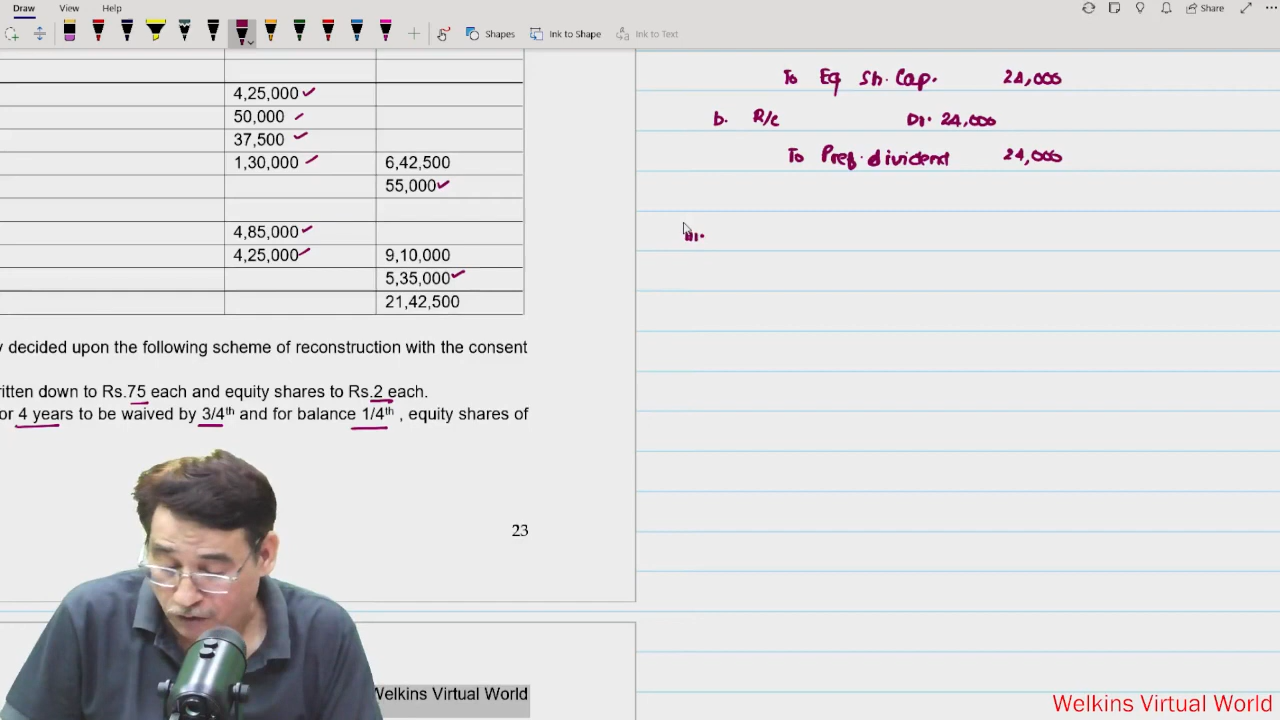 Draw View Help
Share
Shapes Ink to Shape Ink to Text
4,25,000
50,000
37,500
1,30,000 6,42,500
55,000
4,85,000
4,25,000 9,10,000
5,35,000
21,42,500
y decided upon the following scheme of reconstruction with the consent
ritten down to Rs.75 each and equity shares to Rs.2 each.
or 4 years to be waived by 3/4th and for balance 1/4th , equity shares of
23
Welkins Virtual World
To Eq Sh. Cap. 24,000
b. R/c Dr. 24,000
To Pref. dividend 24,000
Welkins Virtual World